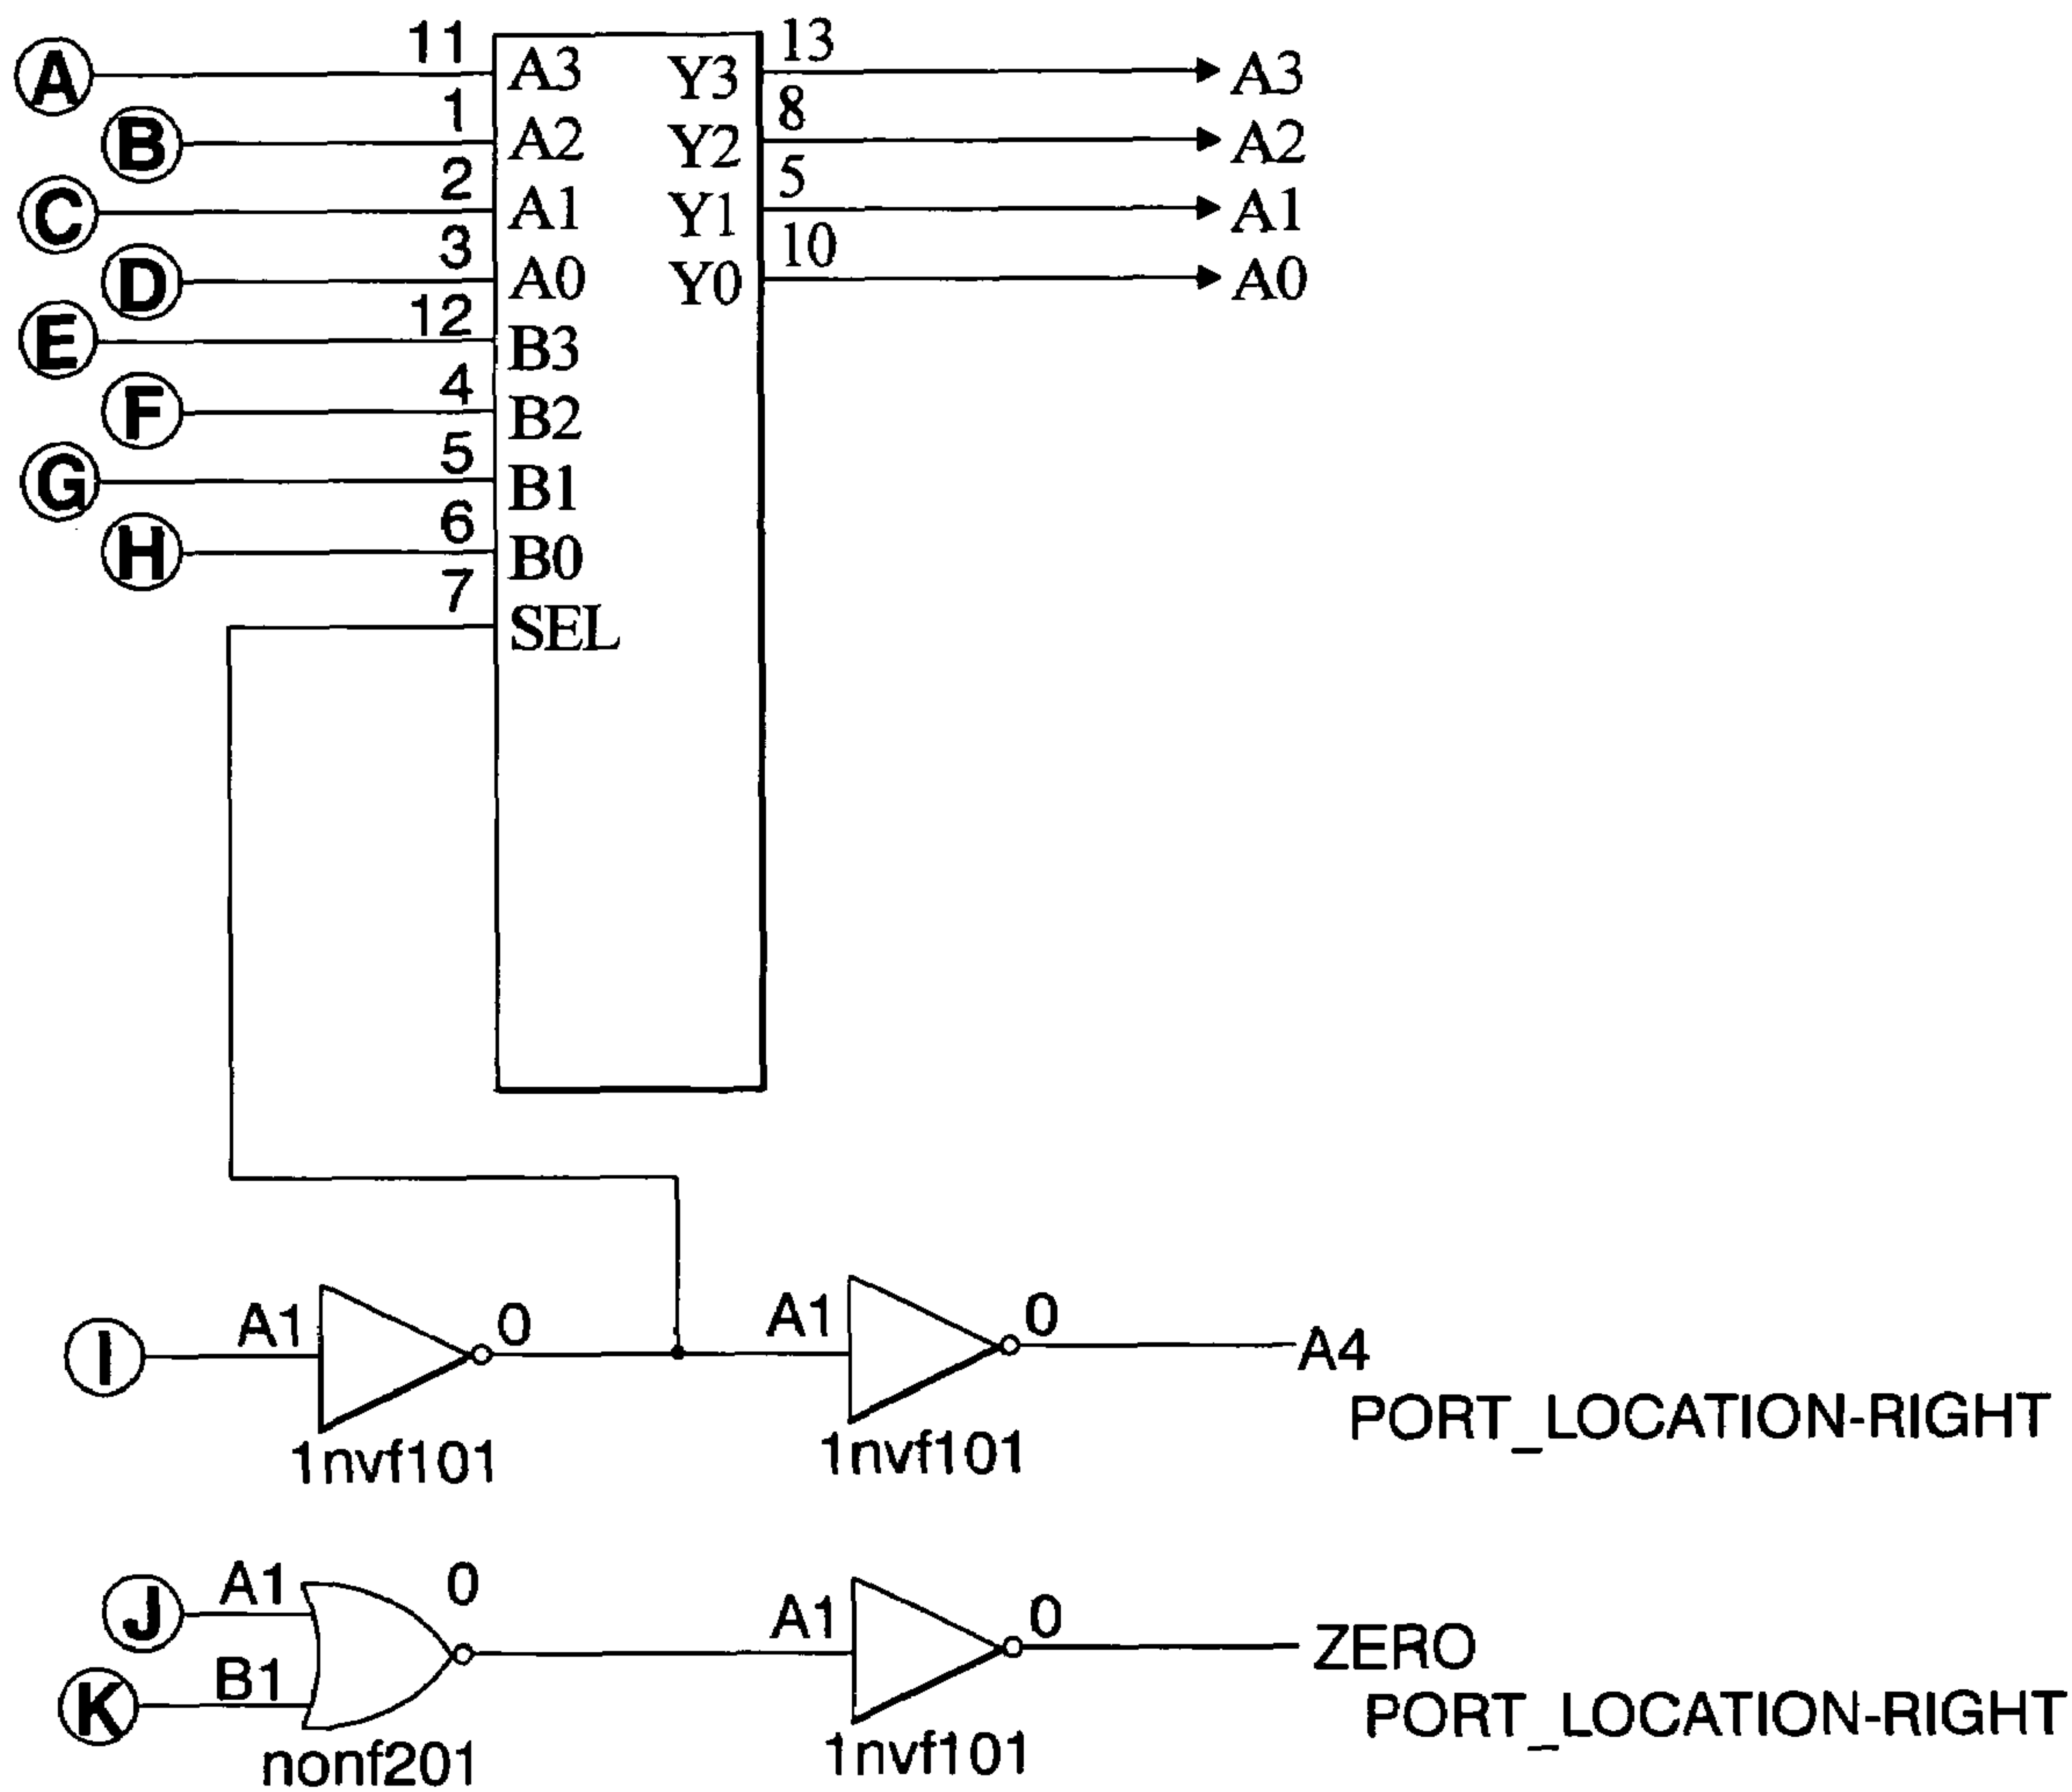 A 11 A3 Y3 13 A3
B 1 A2 Y2 8 A2
C 2 A1 Y1 5 A1
D 3 A0 Y0 10 A0
E 12 B3
F 4 B2
G 5 B1
H 6 B0
7 SEL
I A1 0 A1 0 A4
PORT_LOCATION-RIGHT
1nvf101 1nvf101
J A1 0 A1 0 ZERO
K B1 PORT_LOCATION-RIGHT
nonf201 1nvf101